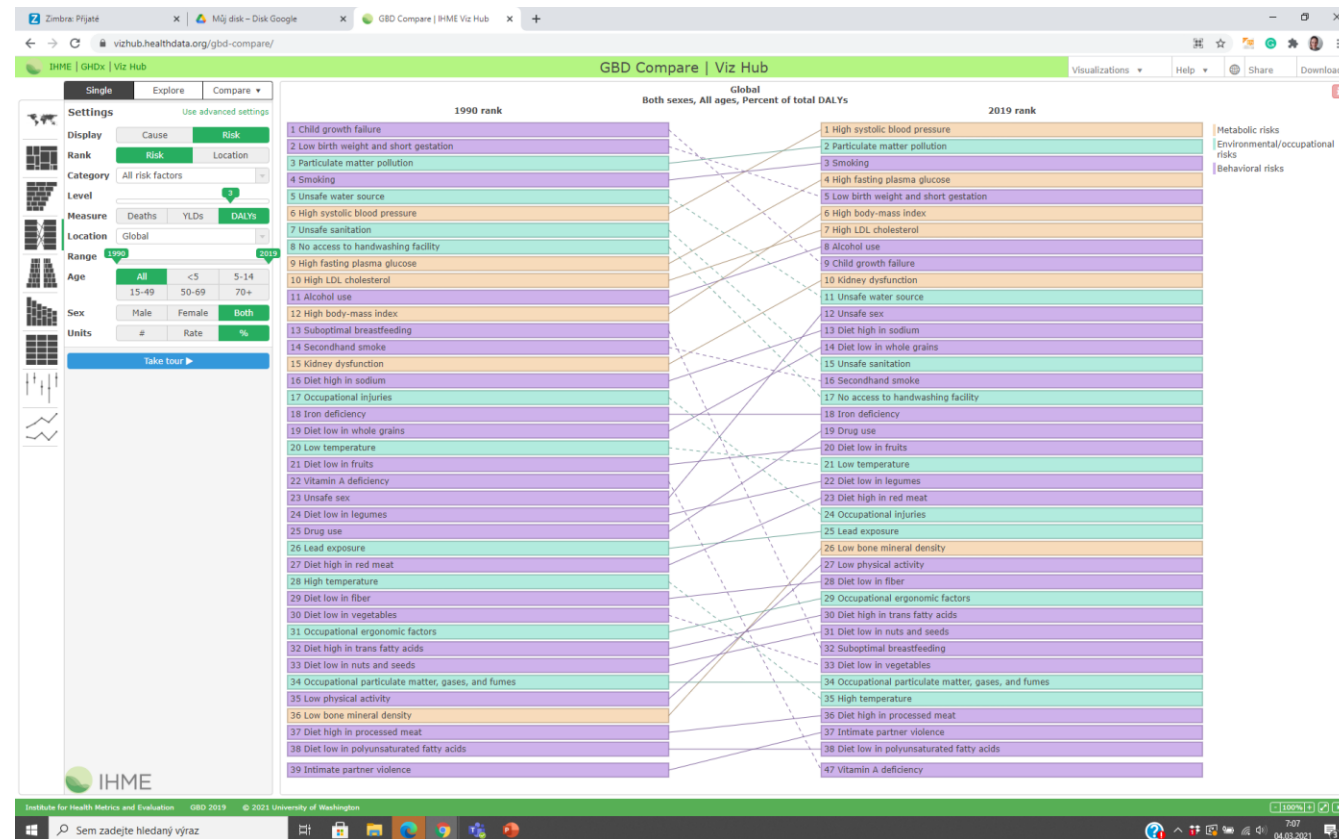 Zimbra: Přijaté
Můj disk – Disk Google
GBD Compare | IHME Viz Hub
vizhub.healthdata.org/gbd-compare/
IHME | GHDx | Viz Hub
GBD Compare | Viz Hub
Visualizations
Help
Share
Download
Single Explore Compare
Settings Use advanced settings
Display Cause Risk
Rank Risk Location
Category All risk factors
Level 3
Measure Deaths YLDs DALYs
Location Global
Range 1990 2019
Age All <5 5-14
15-49 50-69 70+
Sex Male Female Both
Units # Rate %
Take tour
Global
Both sexes, All ages, Percent of total DALYs
1990 rank
1 Child growth failure
2 Low birth weight and short gestation
3 Particulate matter pollution
4 Smoking
5 Unsafe water source
6 High systolic blood pressure
7 Unsafe sanitation
8 No access to handwashing facility
9 High fasting plasma glucose
10 High LDL cholesterol
11 Alcohol use
12 High body-mass index
13 Suboptimal breastfeeding
14 Secondhand smoke
15 Kidney dysfunction
16 Diet high in sodium
17 Occupational injuries
18 Iron deficiency
19 Diet low in whole grains
20 Low temperature
21 Diet low in fruits
22 Vitamin A deficiency
23 Unsafe sex
24 Diet low in legumes
25 Drug use
26 Lead exposure
27 Diet high in red meat
28 High temperature
29 Diet low in fiber
30 Diet low in vegetables
31 Occupational ergonomic factors
32 Diet high in trans fatty acids
33 Diet low in nuts and seeds
34 Occupational particulate matter, gases, and fumes
35 Low physical activity
36 Low bone mineral density
37 Diet high in processed meat
38 Diet low in polyunsaturated fatty acids
39 Intimate partner violence
2019 rank
1 High systolic blood pressure
2 Particulate matter pollution
3 Smoking
4 High fasting plasma glucose
5 Low birth weight and short gestation
6 High body-mass index
7 High LDL cholesterol
8 Alcohol use
9 Child growth failure
10 Kidney dysfunction
11 Unsafe water source
12 Unsafe sex
13 Diet high in sodium
14 Diet low in whole grains
15 Unsafe sanitation
16 Secondhand smoke
17 No access to handwashing facility
18 Iron deficiency
19 Drug use
20 Diet low in fruits
21 Low temperature
22 Diet low in legumes
23 Diet high in red meat
24 Occupational injuries
25 Lead exposure
26 Low bone mineral density
27 Low physical activity
28 Diet low in fiber
29 Occupational ergonomic factors
30 Diet high in trans fatty acids
31 Diet low in nuts and seeds
32 Suboptimal breastfeeding
33 Diet low in vegetables
34 Occupational particulate matter, gases, and fumes
35 High temperature
36 Diet high in processed meat
37 Intimate partner violence
38 Diet low in polyunsaturated fatty acids
47 Vitamin A deficiency
Metabolic risks
Environmental/occupational
risks
Behavioral risks
IHME
Institute for Health Metrics and Evaluation GBD 2019 © 2021 University of Washington
100%
Sem zadejte hledaný výraz
7:07
04.03.2021